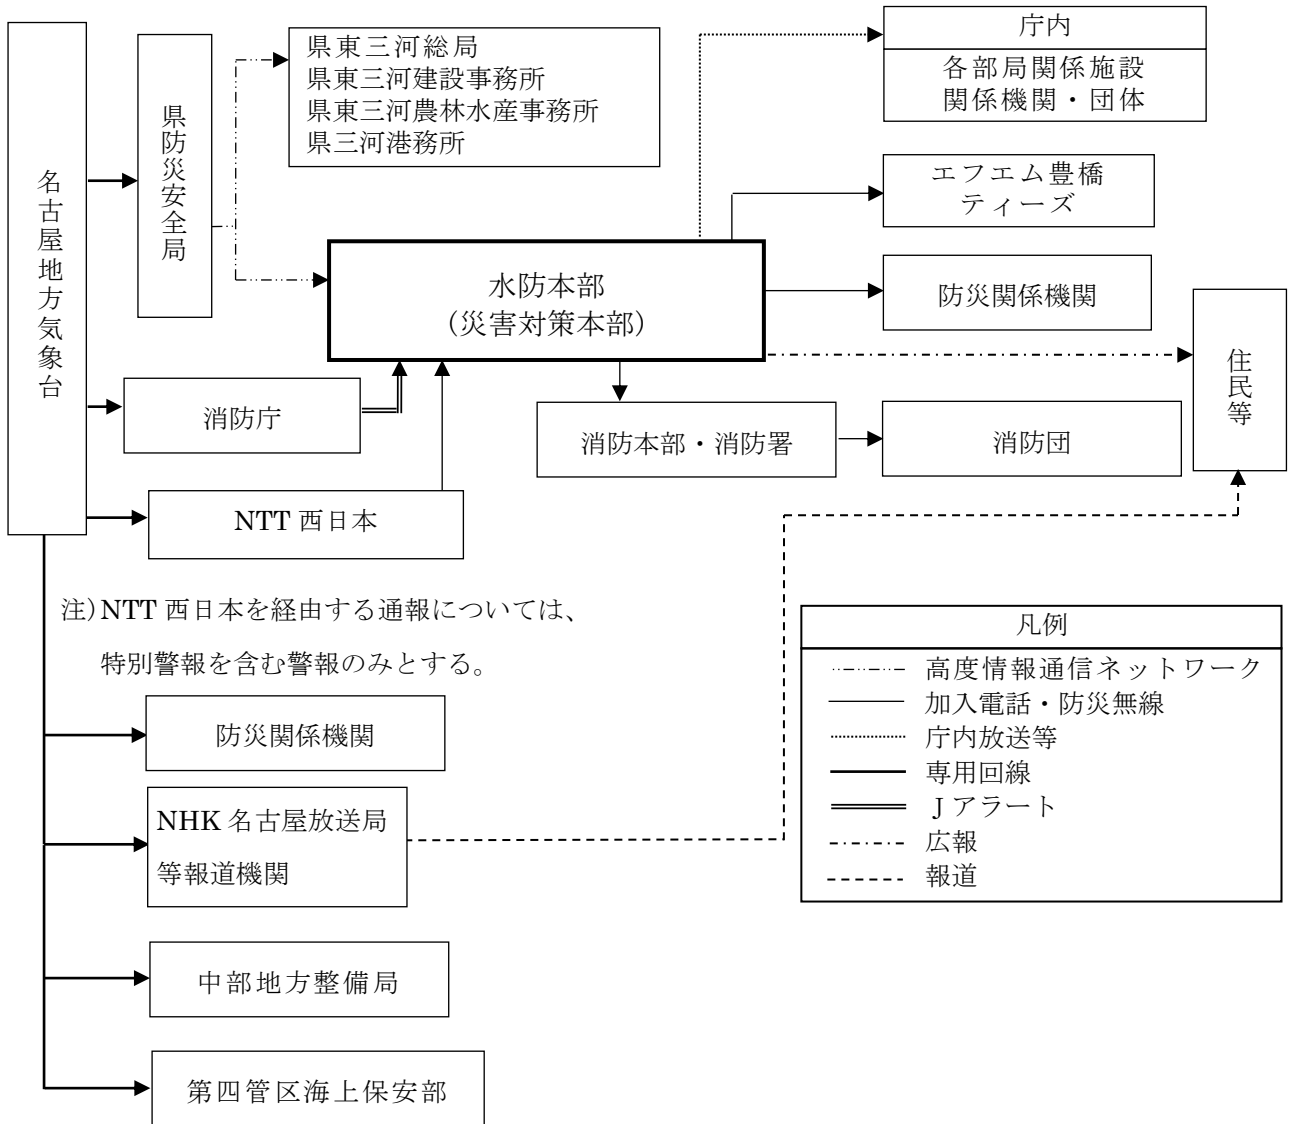 名古屋地方気象台
県防災安全局
県東三河総局
県東三河建設事務所
県東三河農林水産事務所
県三河港務所
庁内
各部局関係施設
関係機関・団体
エフエム豊橋
ティーズ
水防本部
（災害対策本部）
防災関係機関
住民等
消防庁
消防本部・消防署
消防団
NTT 西日本
注）NTT 西日本を経由する通報については、
特別警報を含む警報のみとする。
防災関係機関
NHK 名古屋放送局
等報道機関
中部地方整備局
第四管区海上保安部
凡例
高度情報通信ネットワーク
加入電話・防災無線
庁内放送等
専用回線
Ｊアラート
広報
報道